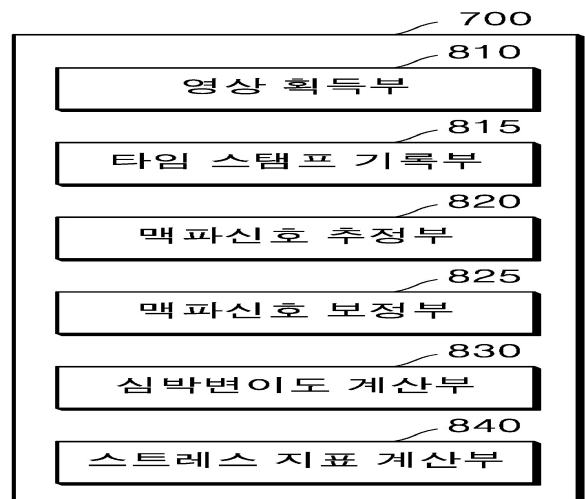 700
810
영상 획득부
815
타임 스탬프 기록부
820
맥파신호 추정부
825
맥파신호 보정부
830
심박변이도 계산부
840
스트레스 지표 계산부